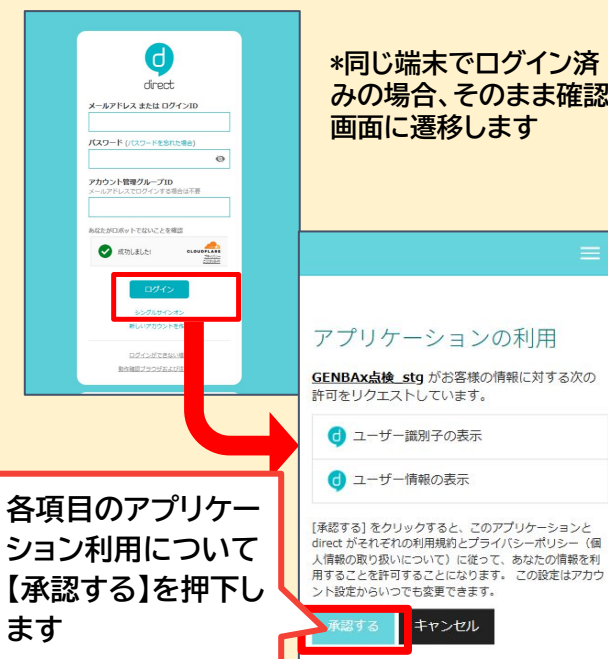 direct
メールアドレス または ログインID
パスワード (パスワードを忘れた場合)
アカウント管理グループID
メールアドレスでログインする場合は不要
あなたがロボットでないことを確認
成功しました!
CLOUDFLARE
ログイン
シングルサインオン
新しいアカウントを作
ログインができない場
*同じ端末でログイン済
みの場合、そのまま確認
画面に遷移します
アプリケーションの利用
GENBAx点検_stg がお客様の情報に対する次の
許可をリクエストしています。
ユーザー識別子の表示
ユーザー情報の表示
[承認する] をクリックすると、このアプリケーションと
direct がそれぞれの利用規約とプライバシーポリシー（個
人情報の取り扱いについて）に従って、あなたの情報を利
用することを許可することになります。 この設定はアカウ
ント設定からいつでも変更できます。
承認する
キャンセル
各項目のアプリケー
ション利用について
【承認する】を押下し
ます